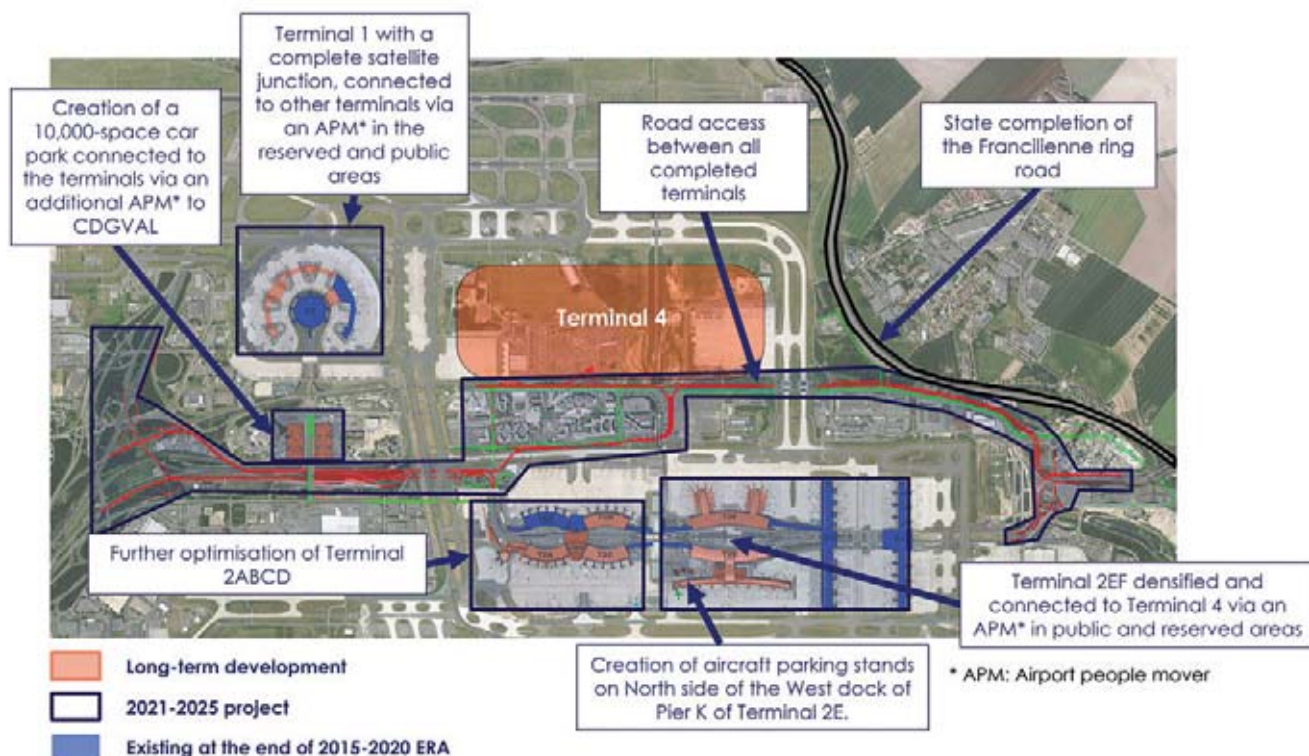 Terminal 1 with a
complete satellite
junction, connected
to other terminals via
an APM* in the
reserved and public
areas
Creation of a
10,000-space car
park connected to
the terminals via an
additional APM* to
CDGVAL
Road access
between all
completed
terminals
State completion of
the Francilienne ring
road
Terminal 4
Further optimisation of Terminal
2ABCD
Terminal 2EF densified and
connected to Terminal 4 via an
APM* in public and reserved areas
Creation of aircraft parking stands
on North side of the West dock of
Pier K of Terminal 2E.
* APM: Airport people mover
Long-term development
2021-2025 project
Existing at the end of 2015-2020 ERA